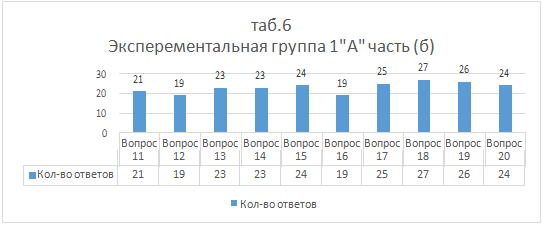 таб.6
Эксперементальная группа 1"А" часть (б)
30
20
10
0
21 19 23 23 24 19 25 27 26 24
Вопрос Вопрос Вопрос Вопрос Вопрос Вопрос Вопрос Вопрос Вопрос Вопрос
11 12 13 14 15 16 17 18 19 20
Кол-во ответов 21 19 23 23 24 19 25 27 26 24
Кол-во ответов